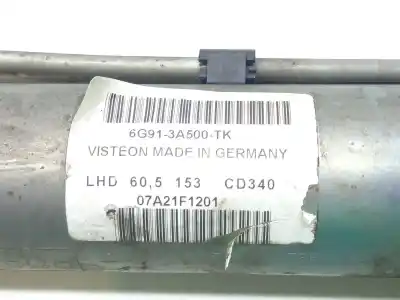 6G91-3A500-TK
VISTEON MADE IN GERMANY
LHD 60,5 153 CD340
07A21F1201